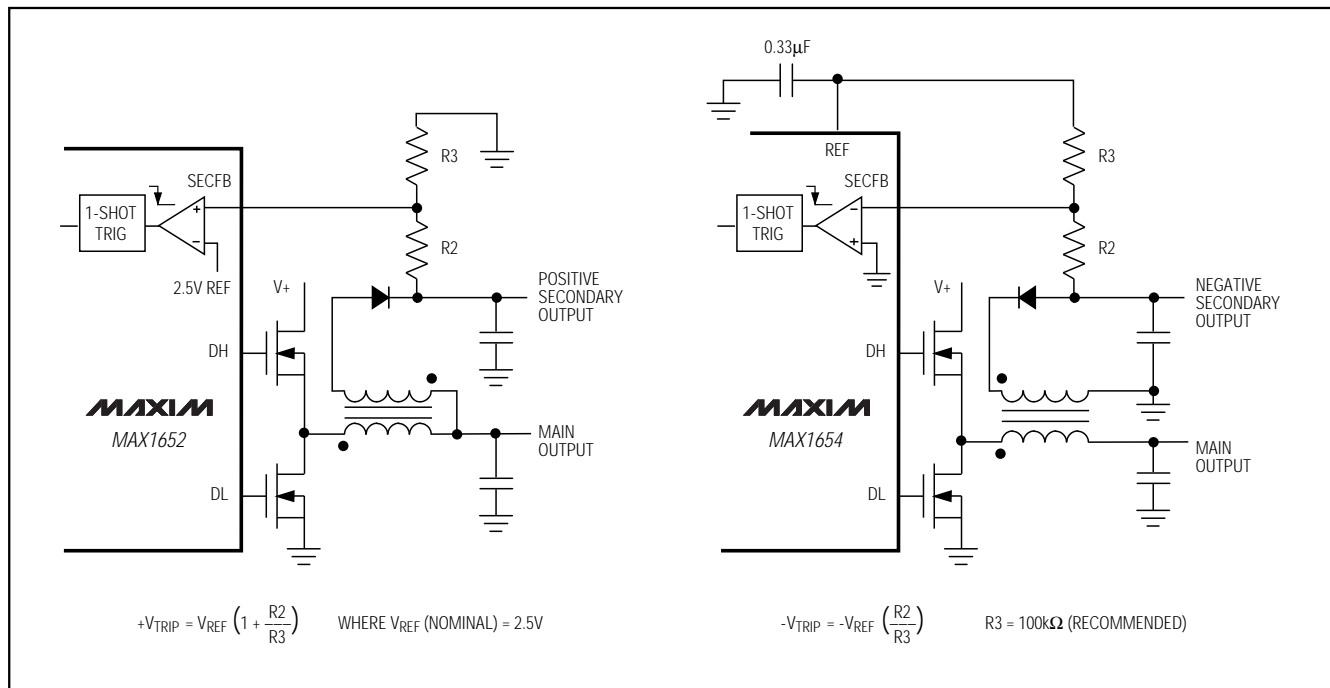 R3
SECFB
1-SHOT
TRIG
+
−
R2
2.5V REF
V+
POSITIVE
SECONDARY
OUTPUT
DH
MAXIM
MAX1652
MAIN
OUTPUT
DL
+VTRIP = VREF (1 + R2/R3) WHERE VREF (NOMINAL) = 2.5V
0.33µF
REF
R3
SECFB
1-SHOT
TRIG
−
+
R2
V+
NEGATIVE
SECONDARY
OUTPUT
DH
MAXIM
MAX1654
MAIN
OUTPUT
DL
-VTRIP = -VREF (R2/R3) R3 = 100kΩ (RECOMMENDED)